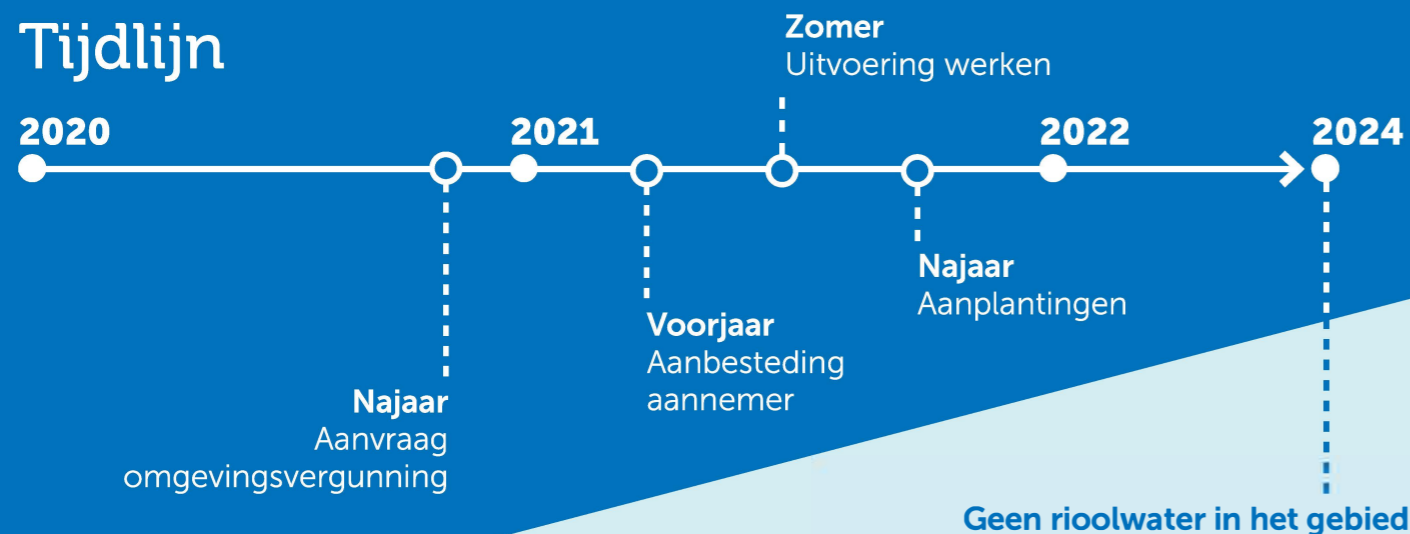 Tijdlijn
2020
2021
2022
2024
Najaar
Aanvraag
omgevingsvergunning
Voorjaar
Aanbesteding
aannemer
Zomer
Uitvoering werken
Najaar
Aanplantingen
Geen rioolwater in het gebied